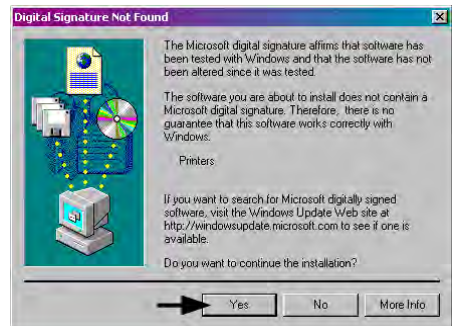 Digital Signature Not Found
The Microsoft digital signature affirms that software has
been tested with Windows and that the software has not
been altered since it was tested.
The software you are about to install does not contain a
Microsoft digital signature. Therefore, there is no
guarantee that this software works correctly with
Windows.
Printers
If you want to search for Microsoft digitally signed
software, visit the Windows Update Web site at
http://windowsupdate.microsoft.com to see if one is
available.
Do you want to continue the installation?
Yes No More Info